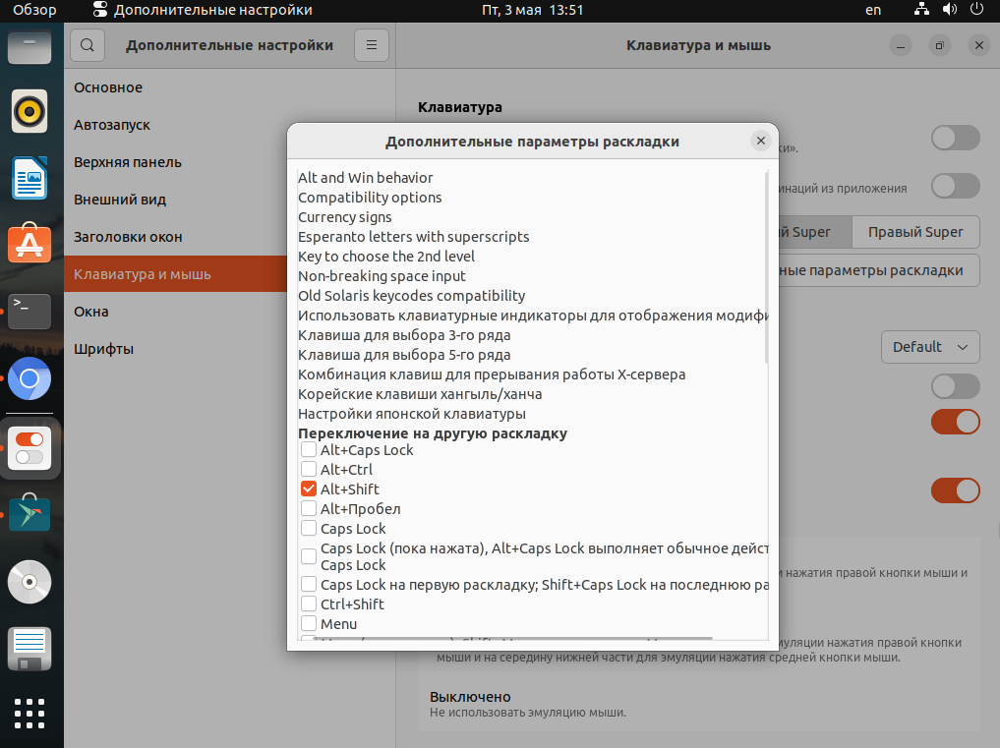 Обзор
Дополнительные настройки
Пт, 3 мая 13:51
en
Дополнительные настройки
Клавиатура и мышь
Основное
Автозапуск
Верхняя панель
Внешний вид
Заголовки окон
Клавиатура и мышь
Окна
Шрифты
Клавиатура
из приложения
Super
Правый Super
параметры раскладки
Default
Дополнительные параметры раскладки
Alt and Win behavior
Compatibility options
Currency signs
Esperanto letters with superscripts
Key to choose the 2nd level
Non-breaking space input
Old Solaris keycodes compatibility
Использовать клавиатурные индикаторы для отображения
Клавиша для выбора 3-го ряда
Клавиша для выбора 5-го ряда
Комбинация клавиш для прерывания работы X-сервера
Корейские клавиши хангыль/ханча
Настройки японской клавиатуры
Переключение на другую раскладку
Alt+Caps Lock
Alt+Ctrl
Alt+Shift
Alt+Пробел
Caps Lock
Caps Lock (пока нажата), Alt+Caps Lock выполняет обычное
Caps Lock
Caps Lock на первую раскладку; Shift+Caps Lock на последнюю
Ctrl+Shift
Menu
нажатия правой кнопки мыши и
нажатия правой кнопки
мыши и на середину нижней части для эмуляции нажатия средней кнопки мыши.
Выключено
Не использовать эмуляцию мыши.